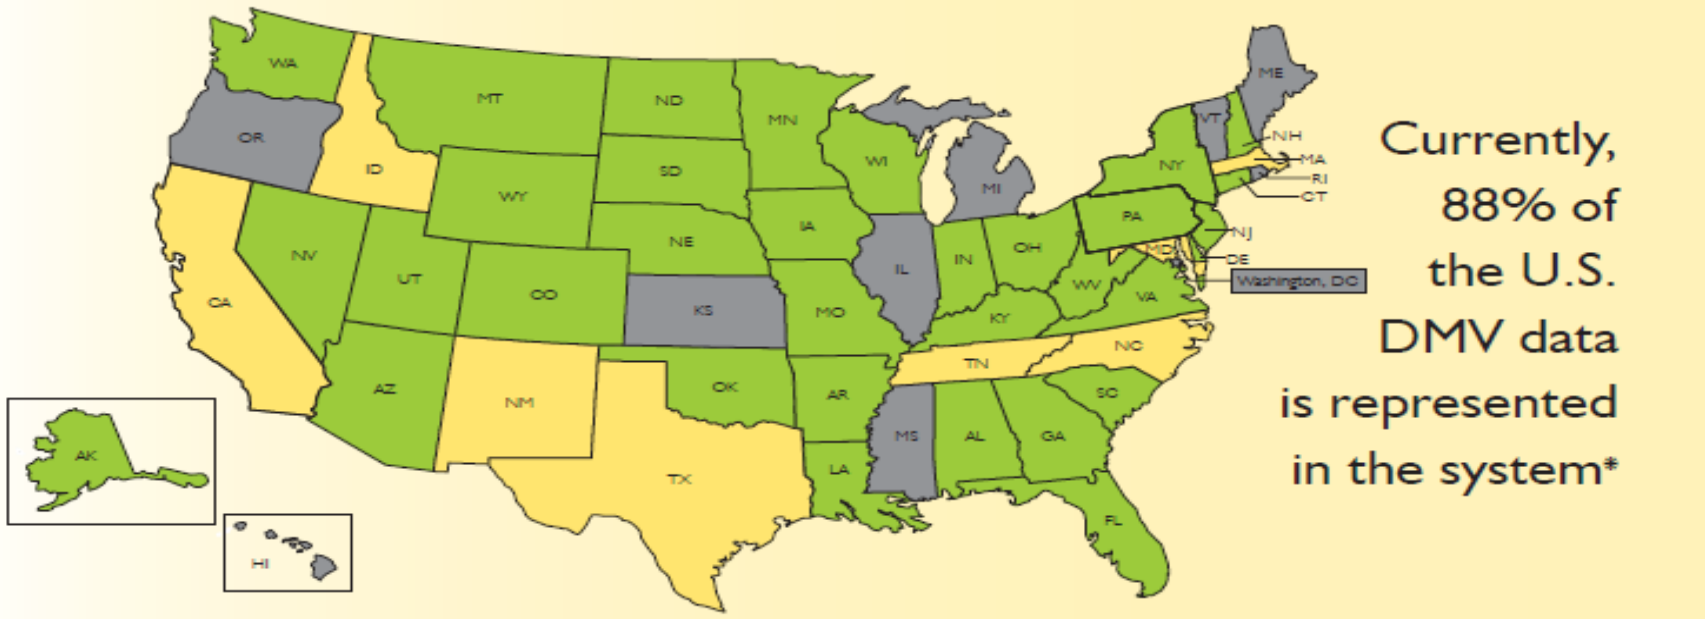 WA
MT
ND
MN
ME
OR
VT
NH
ID
SD
WI
NY
MA
WY
MI
RI
CT
IA
PA
NE
NJ
NV
OH
MD
UT
IN
DE
IL
Washington, DC
CO
WV
VA
CA
KS
MO
KY
NC
TN
AZ
OK
AR
SC
NM
MS
AL
GA
AK
LA
TX
FL
HI
Currently,
88% of
the U.S.
DMV data
is represented
in the system*